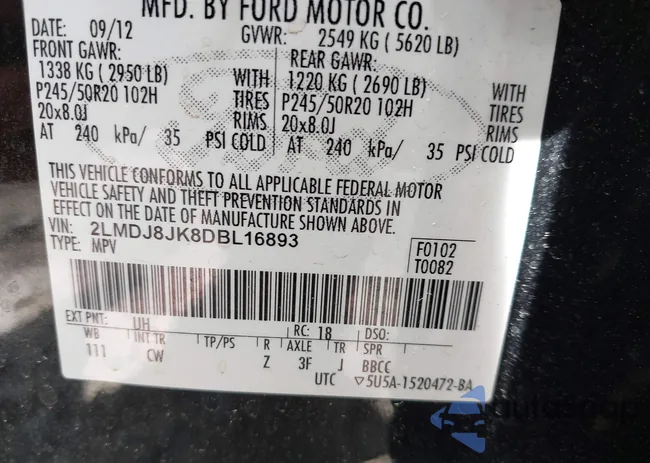 MFD. BY FORD MOTOR CO.
DATE: 09/12 GVWR: 2549 KG ( 5620 LB)
FRONT GAWR: REAR GAWR:
1338 KG ( 2950 LB) WITH 1220 KG ( 2690 LB) WITH
P245/50R20 102H TIRES P245/50R20 102H TIRES
20x8.0J RIMS 20x8.0J RIMS
AT 240 kPa/ 35 PSI COLD AT 240 kPa/ 35 PSI COLD
THIS VEHICLE CONFORMS TO ALL APPLICABLE FEDERAL MOTOR
VEHICLE SAFETY AND THEFT PREVENTION STANDARDS IN
EFFECT ON THE DATE OF MANUFACTURE SHOWN ABOVE.
VIN: 2LMDJ8JK8DBL16893
TYPE: MPV
F0102
T0082
EXT PNT: UH RC: 18 DSO:
WB INT TR TP/PS R AXLE TR SPR
111 CW Z 3F J BBCC
UTC ▽5U5A-1520472-BA
autosnap